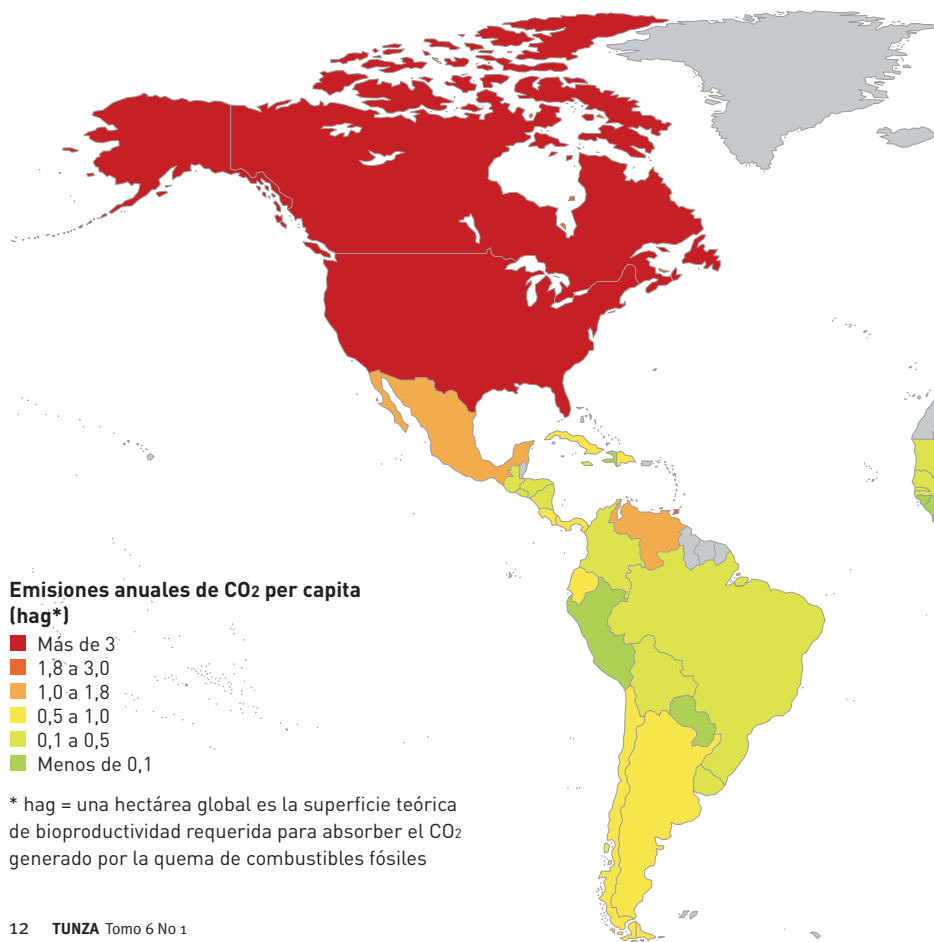 Emisiones anuales de CO2 per capita
(hag*)
Más de 3
1,8 a 3,0
1,0 a 1,8
0,5 a 1,0
0,1 a 0,5
Menos de 0,1
* hag = una hectárea global es la superficie teórica
de bioproductividad requerida para absorber el CO2
generado por la quema de combustibles fósiles
12 TUNZA Tomo 6 No 1